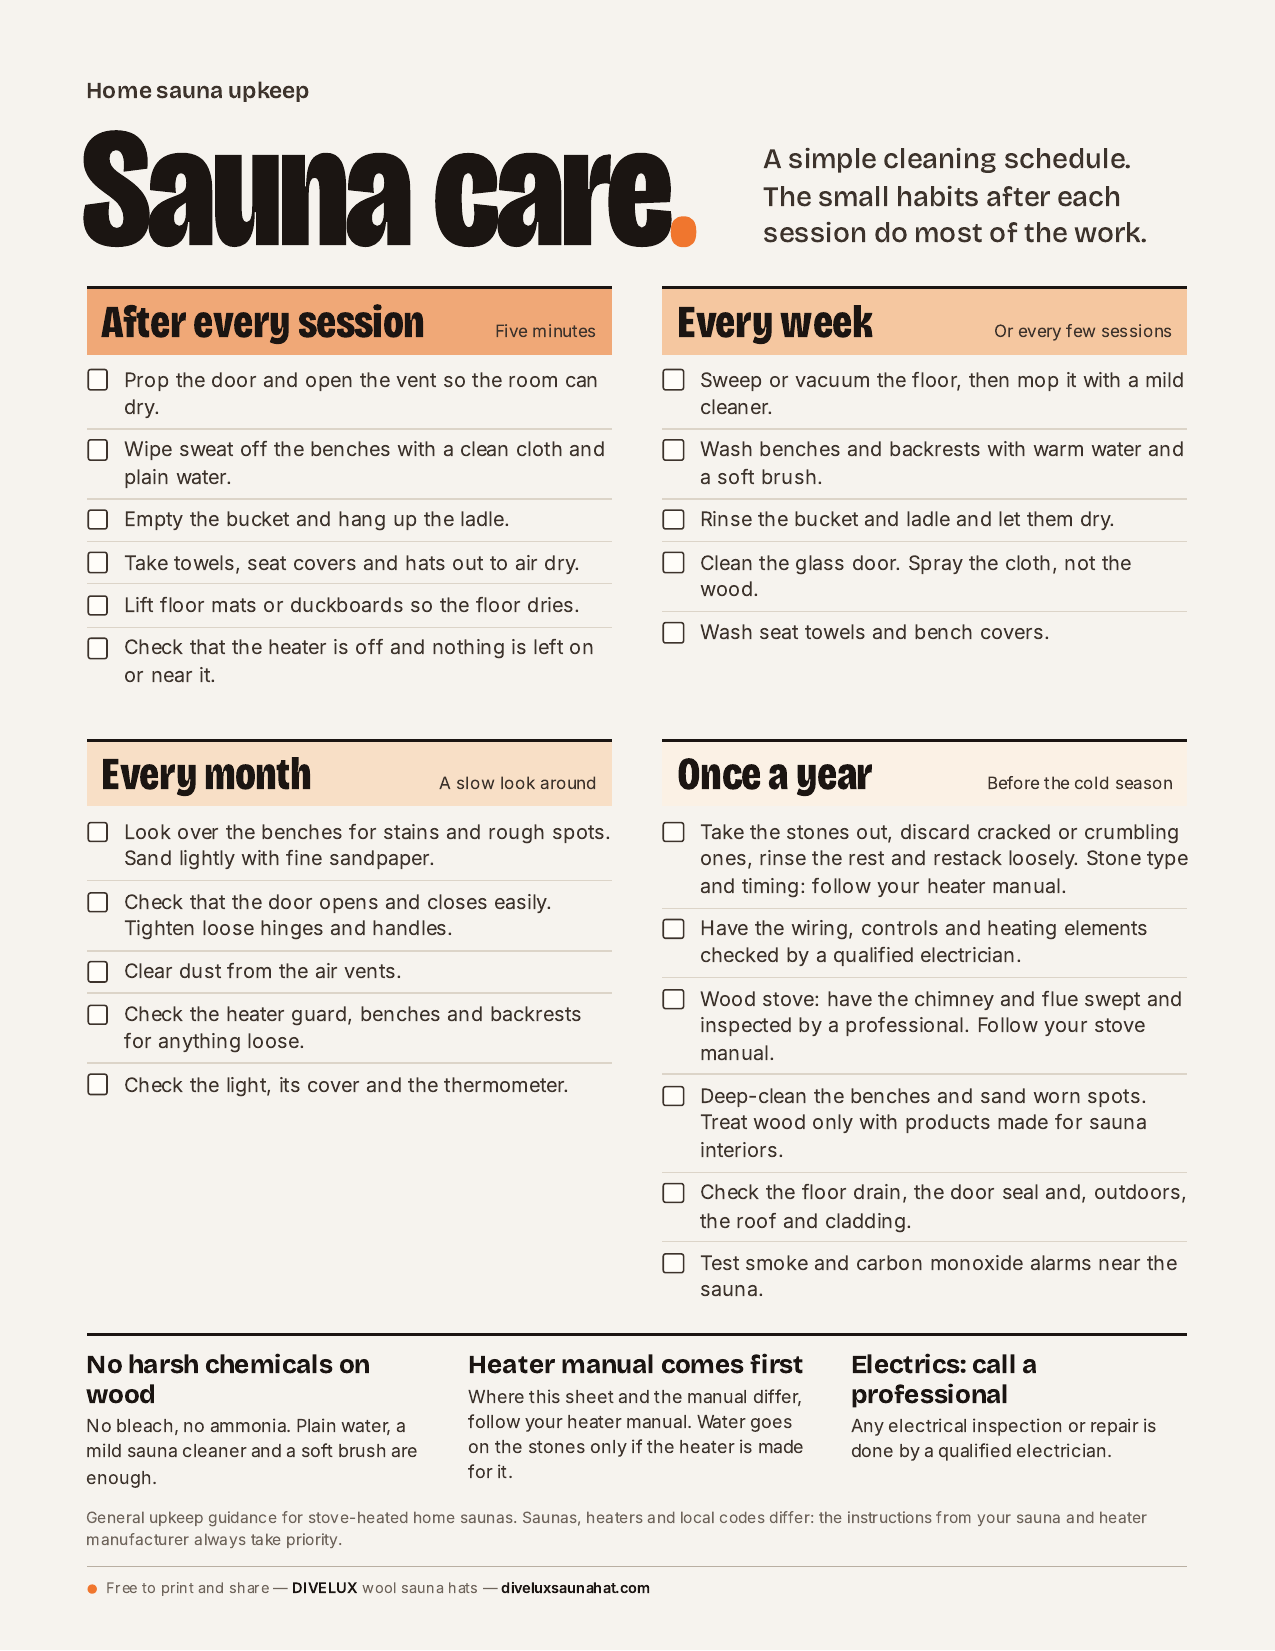 Home sauna upkeep
Sauna care.
A simple cleaning schedule.
The small habits after each
session do most of the work.
After every session
Five minutes
Prop the door and open the vent so the room can
dry.
Wipe sweat off the benches with a clean cloth and
plain water.
Empty the bucket and hang up the ladle.
Take towels, seat covers and hats out to air dry.
Lift floor mats or duckboards so the floor dries.
Check that the heater is off and nothing is left on
or near it.
Every week
Or every few sessions
Sweep or vacuum the floor, then mop it with a mild
cleaner.
Wash benches and backrests with warm water and
a soft brush.
Rinse the bucket and ladle and let them dry.
Clean the glass door. Spray the cloth, not the
wood.
Wash seat towels and bench covers.
Every month
A slow look around
Look over the benches for stains and rough spots.
Sand lightly with fine sandpaper.
Check that the door opens and closes easily.
Tighten loose hinges and handles.
Clear dust from the air vents.
Check the heater guard, benches and backrests
for anything loose.
Check the light, its cover and the thermometer.
Once a year
Before the cold season
Take the stones out, discard cracked or crumbling
ones, rinse the rest and restack loosely. Stone type
and timing: follow your heater manual.
Have the wiring, controls and heating elements
checked by a qualified electrician.
Wood stove: have the chimney and flue swept and
inspected by a professional. Follow your stove
manual.
Deep-clean the benches and sand worn spots.
Treat wood only with products made for sauna
interiors.
Check the floor drain, the door seal and, outdoors,
the roof and cladding.
Test smoke and carbon monoxide alarms near the
sauna.
No harsh chemicals on
wood
No bleach, no ammonia. Plain water, a
mild sauna cleaner and a soft brush are
enough.
Heater manual comes first
Where this sheet and the manual differ,
follow your heater manual. Water goes
on the stones only if the heater is made
for it.
Electrics: call a
professional
Any electrical inspection or repair is
done by a qualified electrician.
General upkeep guidance for stove-heated home saunas. Saunas, heaters and local codes differ: the instructions from your sauna and heater
manufacturer always take priority.
Free to print and share — DIVELUX wool sauna hats — diveluxsaunahat.com